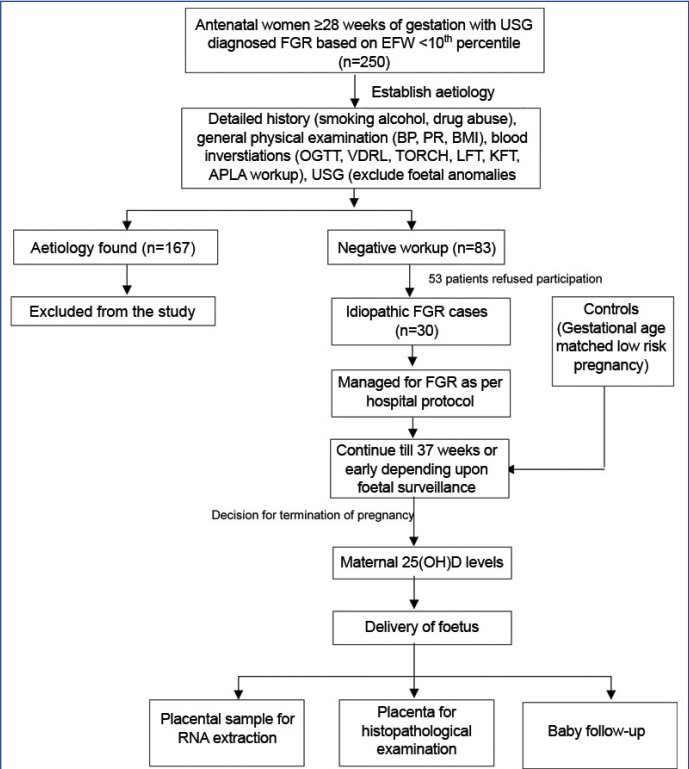 Antenatal women ≥28 weeks of gestation with USG
diagnosed FGR based on EFW <10th percentile
(n=250)
Establish aetiology
Detailed history (smoking alcohol, drug abuse),
general physical examination (BP, PR, BMI), blood
inverstiations (OGTT, VDRL, TORCH, LFT, KFT,
APLA workup), USG (exclude foetal anomalies
Aetiology found (n=167)
Negative workup (n=83)
53 patients refused participation
Excluded from the study
Idiopathic FGR cases
(n=30)
Controls
(Gestational age
matched low risk
pregnancy)
Managed for FGR as per
hospital protocol
Continue till 37 weeks or
early depending upon
foetal surveillance
Decision for termination of pregnancy
Maternal 25(OH)D levels
Delivery of foetus
Placental sample for
RNA extraction
Placenta for
histopathological
examination
Baby follow-up